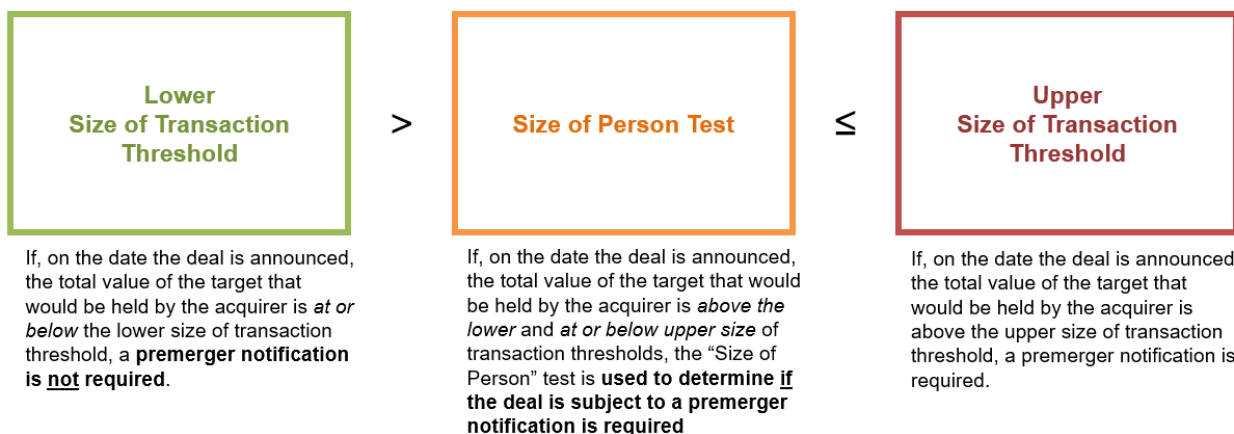 Lower
Size of Transaction
Threshold
>
Size of Person Test
≤
Upper
Size of Transaction
Threshold
If, on the date the deal is announced,
the total value of the target that
would be held by the acquirer is at or
below the lower size of transaction
threshold, a premerger notification
is not required.
If, on the date the deal is announced,
the total value of the target that would
be held by the acquirer is above the
lower and at or below upper size of
transaction thresholds, the “Size of
Person” test is used to determine if
the deal is subject to a premerger
notification is required
If, on the date the deal is announced
the total value of the target that
would be held by the acquirer is
above the upper size of transaction
threshold, a premerger notification is
required.